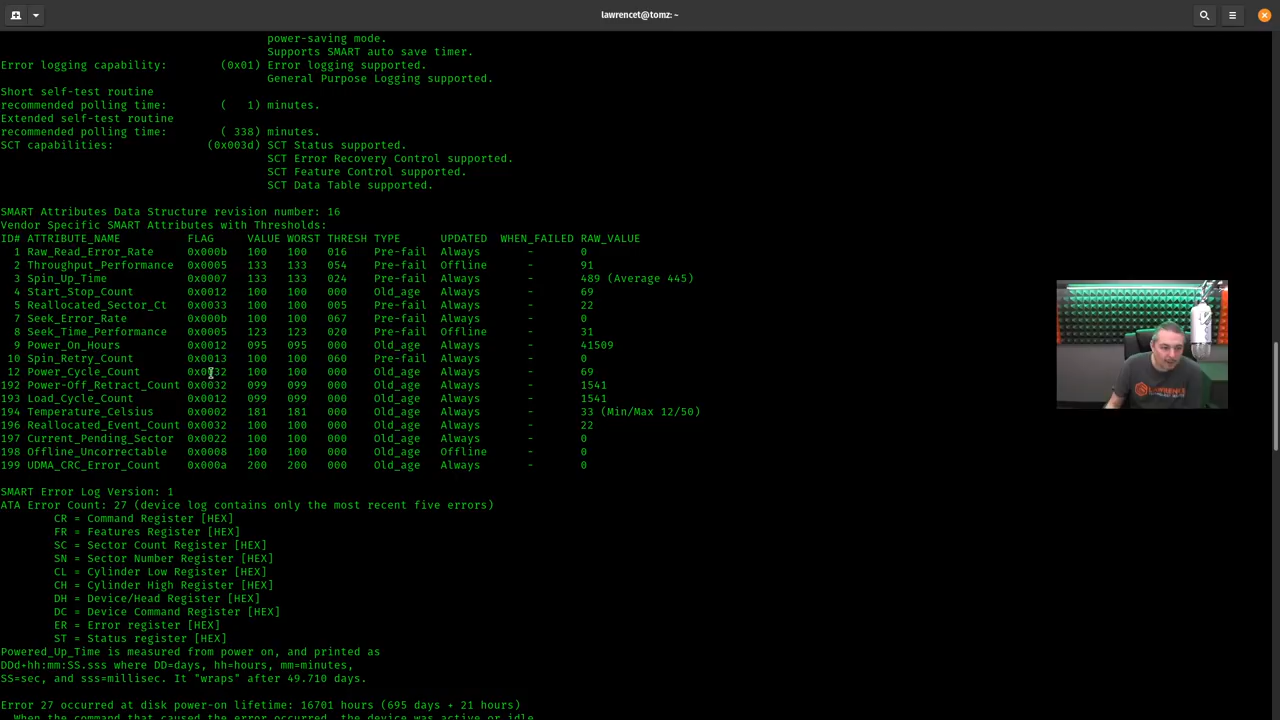 lawrencet@tomz: ~
power-saving mode.
Supports SMART auto save timer.
Error logging capability:        (0x01) Error logging supported.
General Purpose Logging supported.
Short self-test routine
recommended polling time:        (   1) minutes.
Extended self-test routine
recommended polling time:        ( 338) minutes.
SCT capabilities:              (0x003d) SCT Status supported.
SCT Error Recovery Control supported.
SCT Feature Control supported.
SCT Data Table supported.
SMART Attributes Data Structure revision number: 16
Vendor Specific SMART Attributes with Thresholds:
ID# ATTRIBUTE_NAME          FLAG     VALUE WORST THRESH TYPE      UPDATED  WHEN_FAILED RAW_VALUE
1 Raw_Read_Error_Rate     0x000b   100   100   016    Pre-fail  Always       -       0
2 Throughput_Performance  0x0005   133   133   054    Pre-fail  Offline      -       91
3 Spin_Up_Time            0x0007   133   133   024    Pre-fail  Always       -       489 (Average 445)
4 Start_Stop_Count        0x0012   100   100   000    Old_age   Always       -       69
5 Reallocated_Sector_Ct   0x0033   100   100   005    Pre-fail  Always       -       22
7 Seek_Error_Rate         0x000b   100   100   067    Pre-fail  Always       -       0
8 Seek_Time_Performance   0x0005   123   123   020    Pre-fail  Offline      -       31
9 Power_On_Hours          0x0012   095   095   000    Old_age   Always       -       41509
10 Spin_Retry_Count        0x0013   100   100   060    Pre-fail  Always       -       0
12 Power_Cycle_Count       0x0032   100   100   000    Old_age   Always       -       69
192 Power-Off_Retract_Count 0x0032   099   099   000    Old_age   Always       -       1541
193 Load_Cycle_Count        0x0012   099   099   000    Old_age   Always       -       1541
194 Temperature_Celsius     0x0002   181   181   000    Old_age   Always       -       33 (Min/Max 12/50)
196 Reallocated_Event_Count 0x0032   100   100   000    Old_age   Always       -       22
197 Current_Pending_Sector  0x0022   100   100   000    Old_age   Always       -       0
198 Offline_Uncorrectable   0x0008   100   100   000    Old_age   Offline      -       0
199 UDMA_CRC_Error_Count    0x000a   200   200   000    Old_age   Always       -       0
SMART Error Log Version: 1
ATA Error Count: 27 (device log contains only the most recent five errors)
CR = Command Register [HEX]
FR = Features Register [HEX]
SC = Sector Count Register [HEX]
SN = Sector Number Register [HEX]
CL = Cylinder Low Register [HEX]
CH = Cylinder High Register [HEX]
DH = Device/Head Register [HEX]
DC = Device Command Register [HEX]
ER = Error register [HEX]
ST = Status register [HEX]
Powered_Up_Time is measured from power on, and printed as
DDd+hh:mm:SS.sss where DD=days, hh=hours, mm=minutes,
SS=sec, and sss=millisec. It "wraps" after 49.710 days.
Error 27 occurred at disk power-on lifetime: 16701 hours (695 days + 21 hours)
When the command that caused the error occurred, the device was active or idle.
LAWRENCE